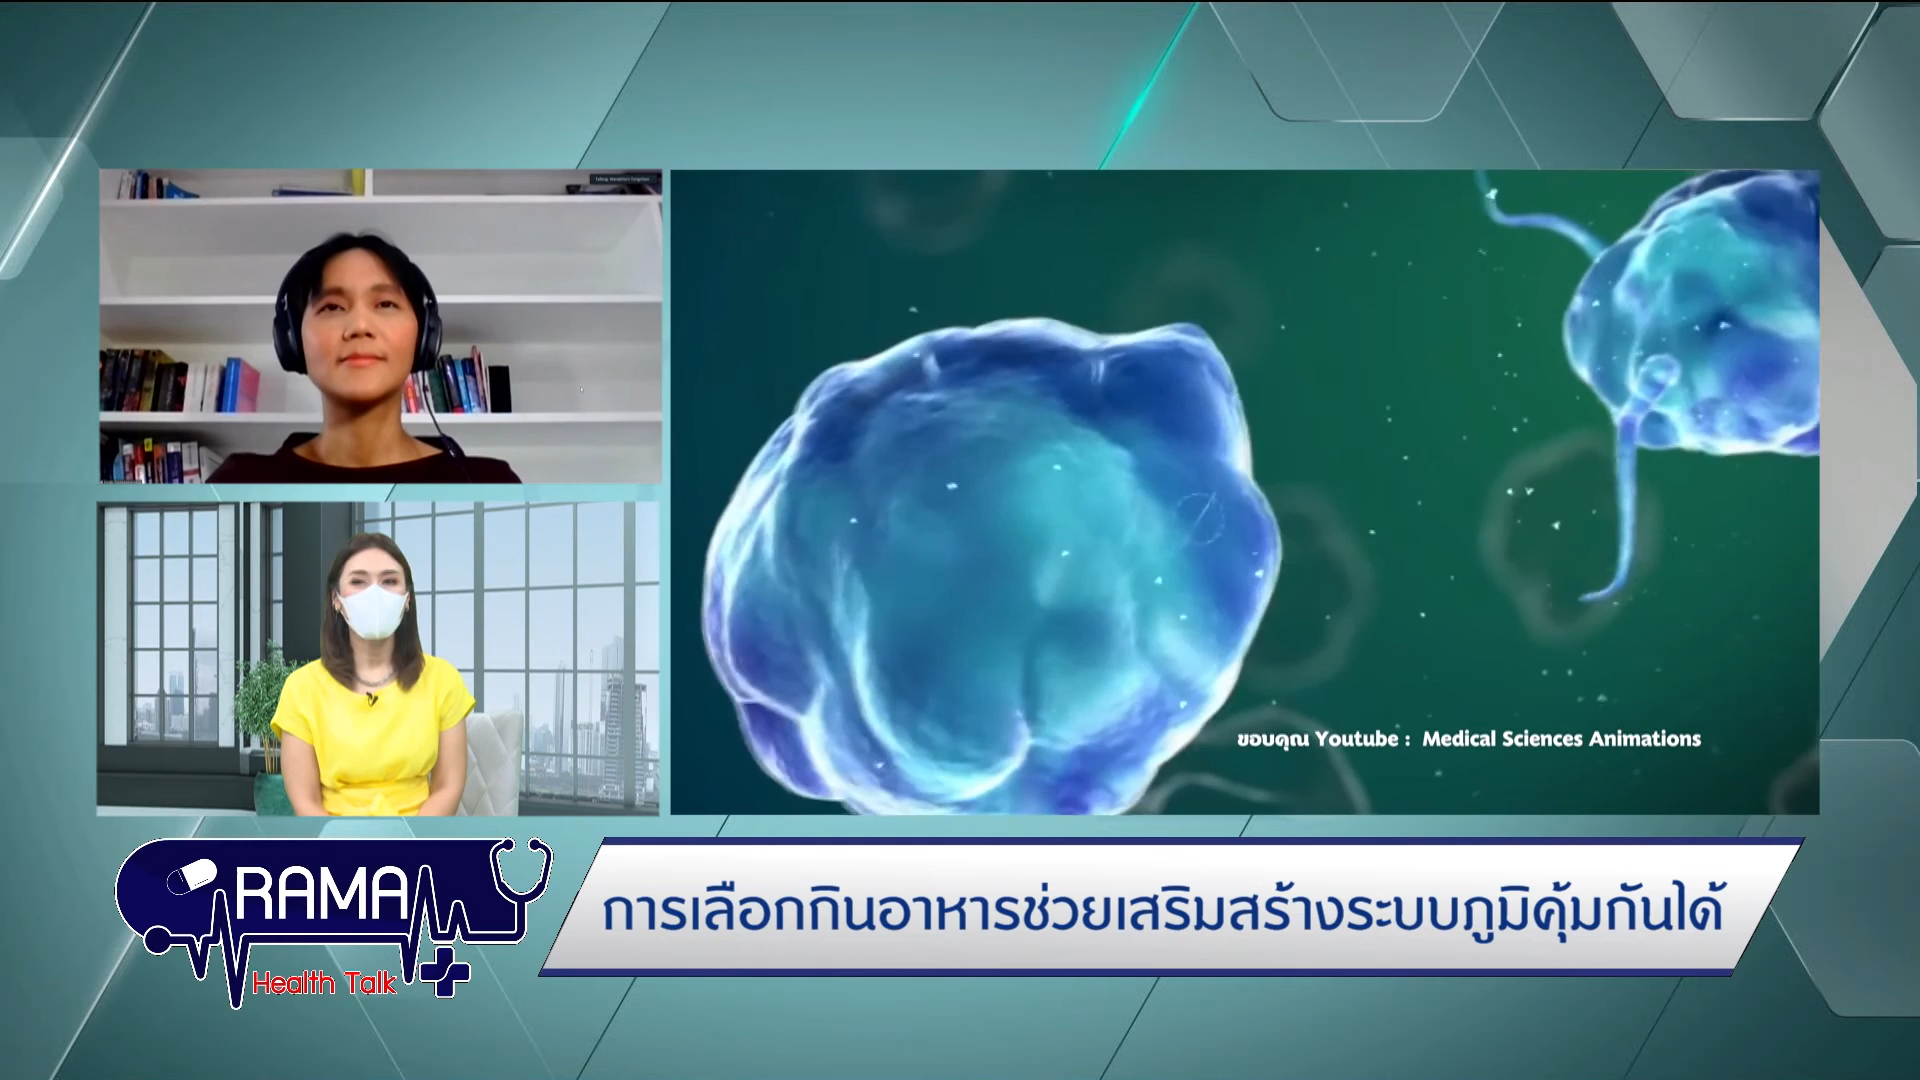 ขอบคุณ Youtube : Medical Sciences Animations
RAMA
Health Talk
การเลือกกินอาหารช่วยเสริมสร้างระบบภูมิคุ้มกันได้